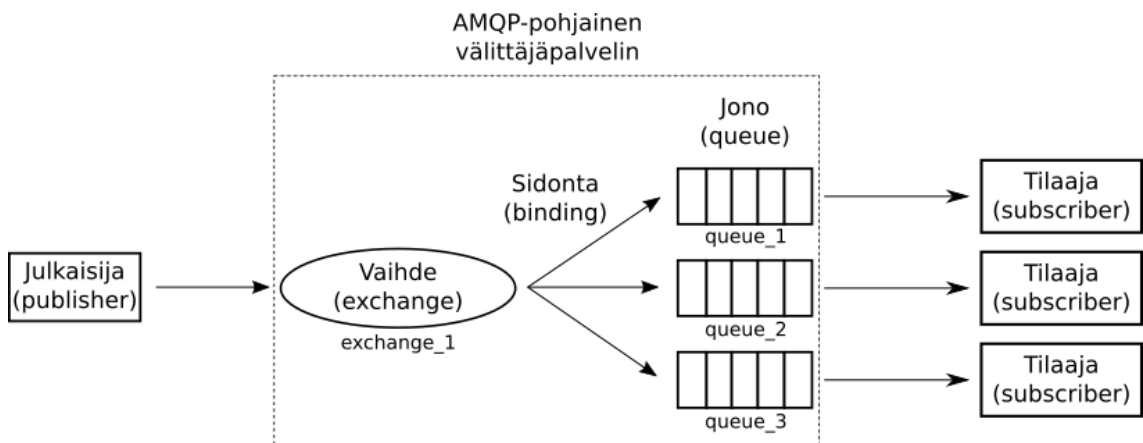 AMQP-pohjainen
välittäjäpalvelin
Jono
(queue)
Sidonta
(binding)
queue_1
Tilaaja
(subscriber)
Julkaisija
(publisher)
Vaihde
(exchange)
exchange_1
queue_2
Tilaaja
(subscriber)
queue_3
Tilaaja
(subscriber)